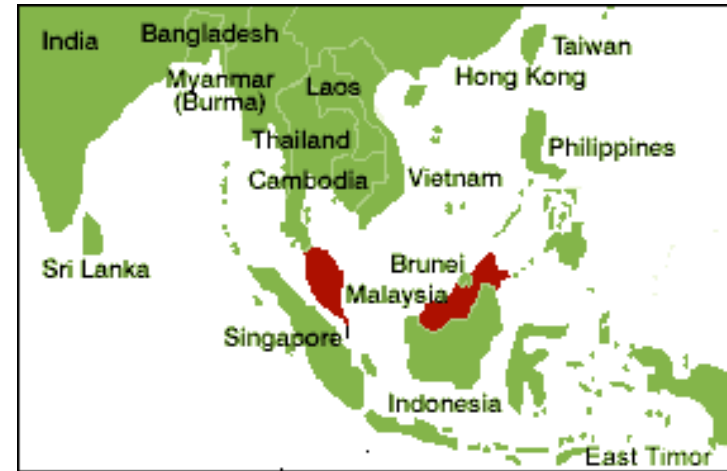 India
Bangladesh
Taiwan
Myanmar
(Burma)
Laos
Hong Kong
Thailand
Philippines
Cambodia
Vietnam
Sri Lanka
Brunei
Malaysia
Singapore
Indonesia
East Timor